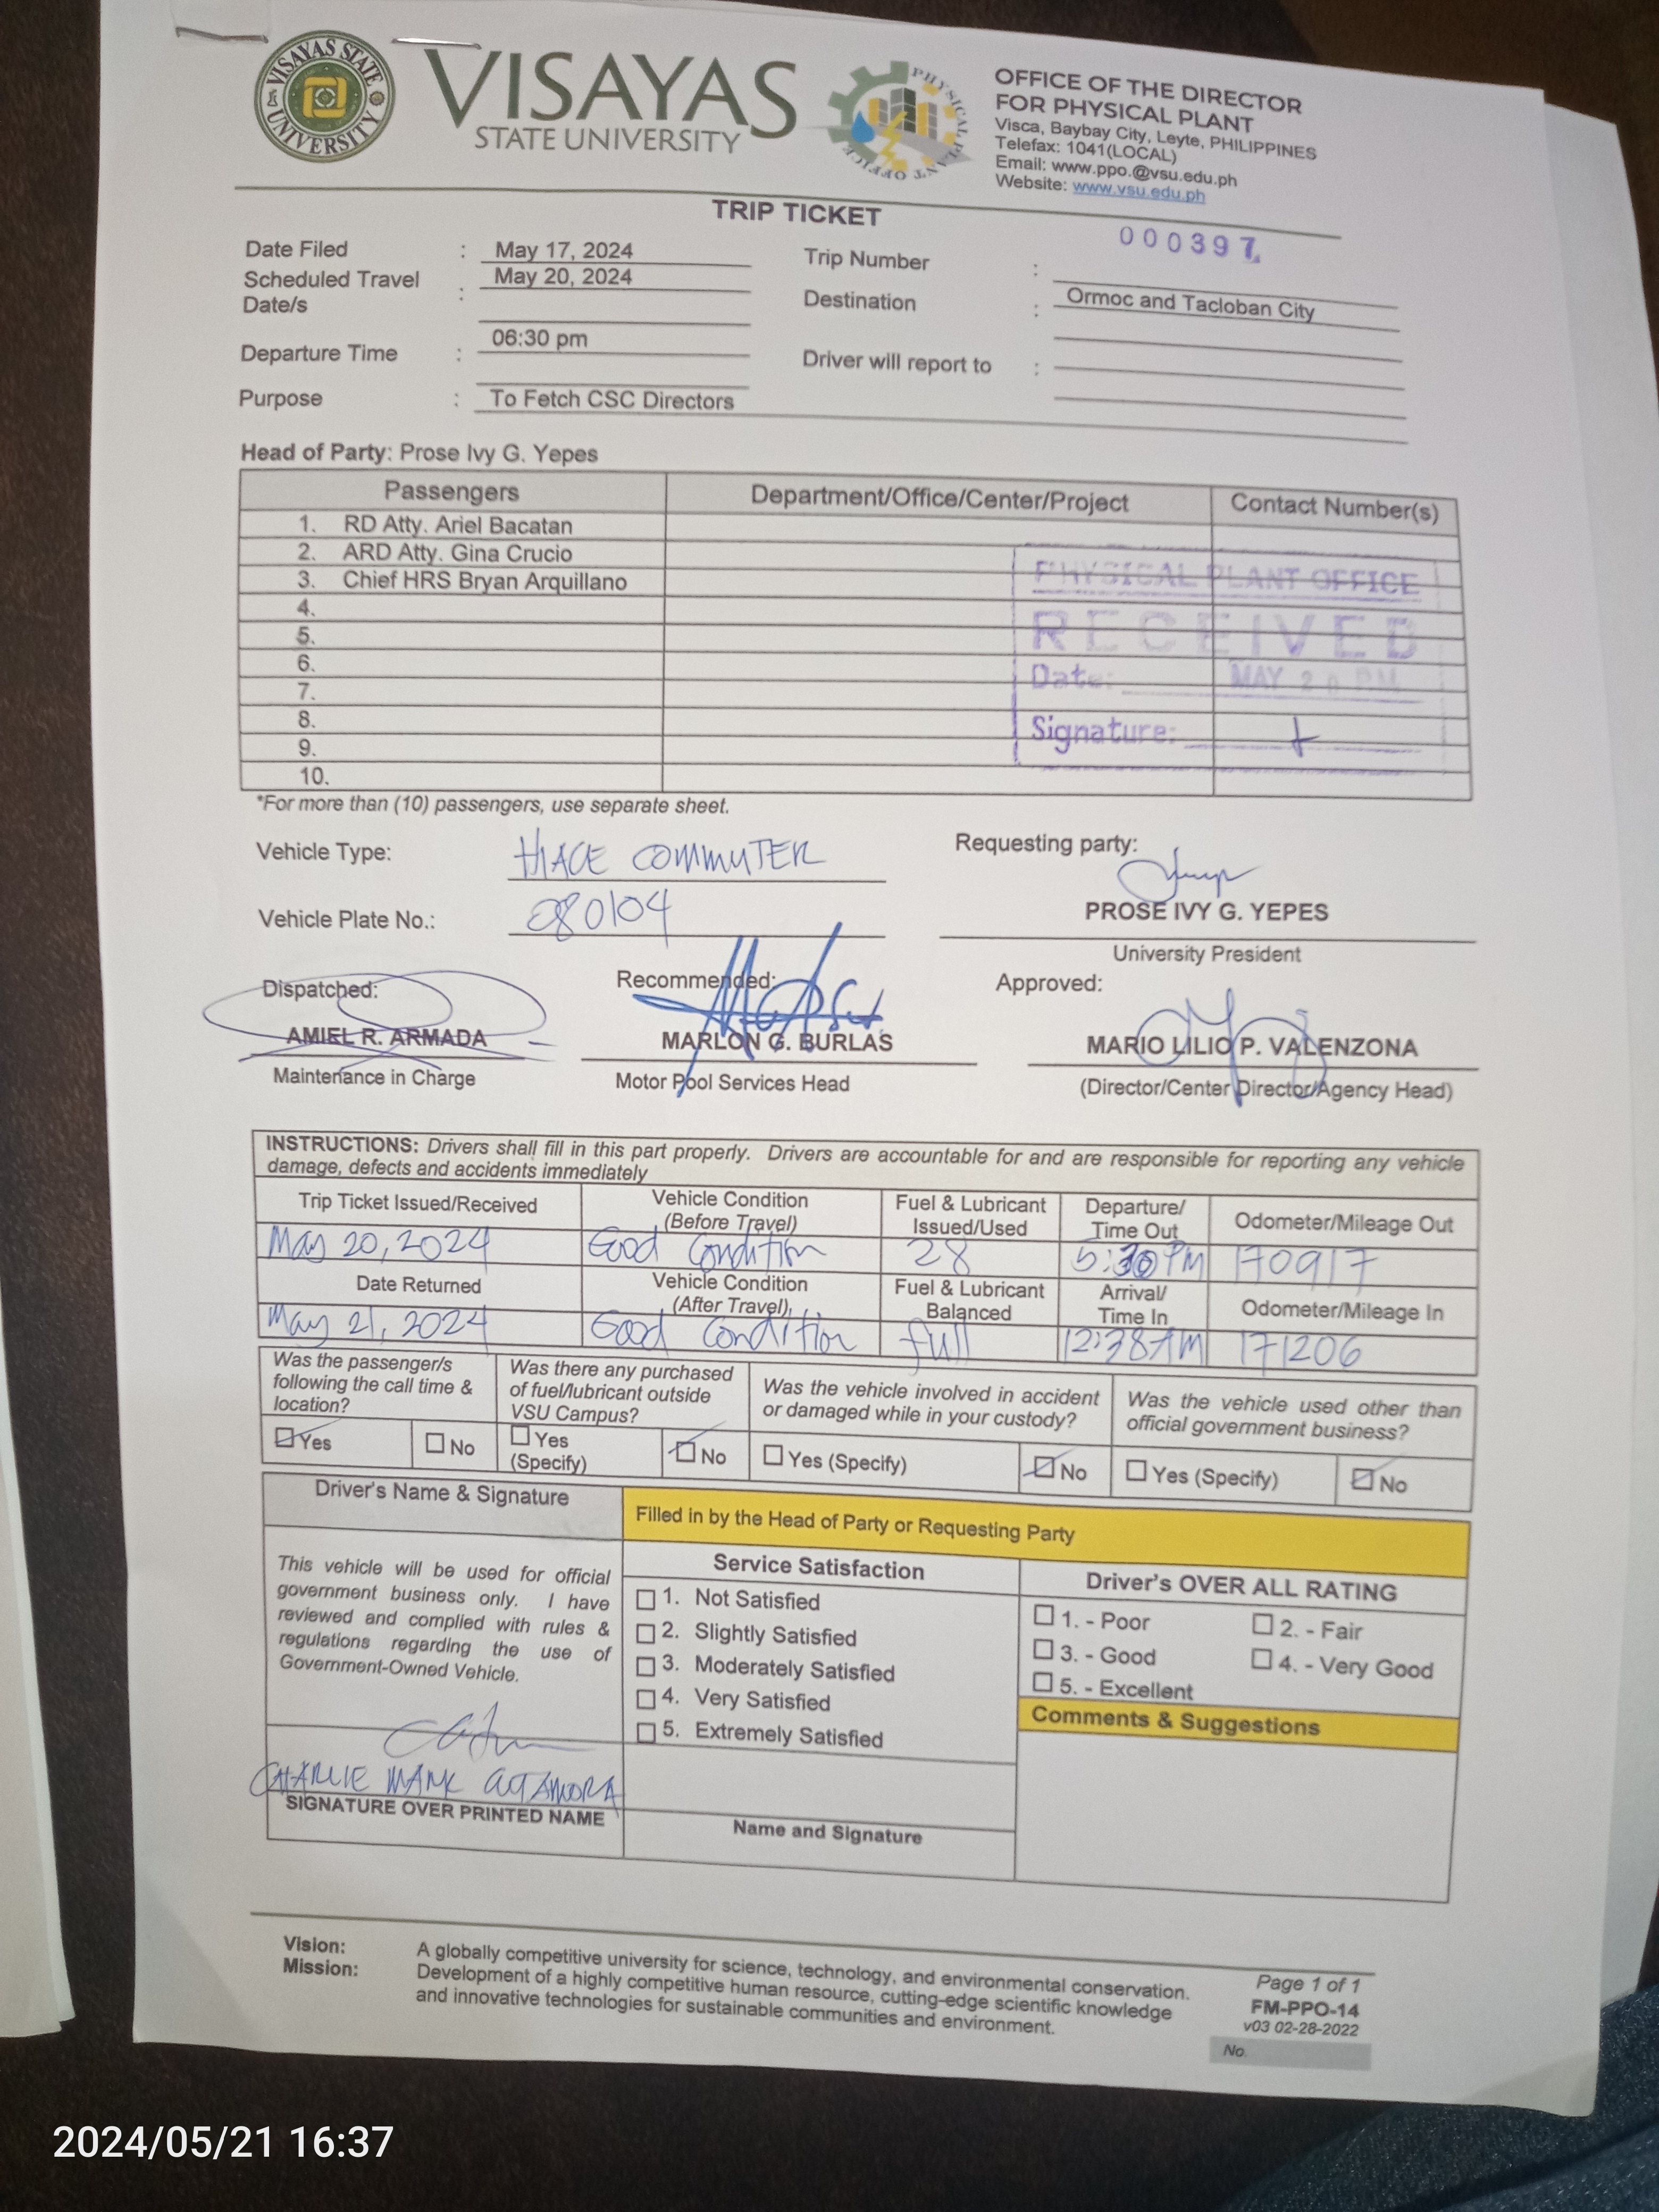 VISAYAS STATE UNIVERSITY
VISAYAS
STATE UNIVERSITY
PHYSICAL PLANT OFFICE
OFFICE OF THE DIRECTOR
FOR PHYSICAL PLANT
Visca, Baybay City, Leyte, PHILIPPINES
Telefax: 1041(LOCAL)
Email: www.ppo.@vsu.edu.ph
Website: www.vsu.edu.ph
TRIP TICKET
000397
Date Filed : May 17, 2024 Trip Number :
Scheduled Travel Date/s : May 20, 2024 Destination : Ormoc and Tacloban City
Departure Time : 06:30 pm Driver will report to :
Purpose : To Fetch CSC Directors
Head of Party: Prose Ivy G. Yepes
Passengers Department/Office/Center/Project Contact Number(s)
1. RD Atty. Ariel Bacatan
2. ARD Atty. Gina Crucio
3. Chief HRS Bryan Arquillano
4.
5.
6.
7.
8.
9.
10.
PHYSICAL PLANT OFFICE
RECEIVED
Date: MAY 20 PM
Signature:
*For more than (10) passengers, use separate sheet.
Vehicle Type: HIACE COMMUTER Requesting party:
Vehicle Plate No.: 080104 PROSE IVY G. YEPES
University President
Dispatched: Recommended: Approved:
AMIEL R. ARMADA MARLON G. BURLAS MARIO LILIO P. VALENZONA
Maintenance in Charge Motor Pool Services Head (Director/Center Director/Agency Head)
INSTRUCTIONS: Drivers shall fill in this part properly. Drivers are accountable for and are responsible for reporting any vehicle
damage, defects and accidents immediately
Trip Ticket Issued/Received Vehicle Condition (Before Travel) Fuel & Lubricant Issued/Used Departure/ Time Out Odometer/Mileage Out
May 20, 2024 Good Condition 28 5:30 PM 170917
Date Returned Vehicle Condition (After Travel) Fuel & Lubricant Balanced Arrival/ Time In Odometer/Mileage In
May 21, 2024 Good Condition full 12:38 AM 171206
Was the passenger/s following the call time & location?
Was there any purchased of fuel/lubricant outside VSU Campus?
Was the vehicle involved in accident or damaged while in your custody?
Was the vehicle used other than official government business?
Yes No Yes (Specify) No Yes (Specify) No Yes (Specify) No
Driver's Name & Signature
Filled in by the Head of Party or Requesting Party
This vehicle will be used for official
government business only. I have
reviewed and complied with rules &
regulations regarding the use of
Government-Owned Vehicle.
CHARLIE MARK
SIGNATURE OVER PRINTED NAME
Service Satisfaction
1. Not Satisfied
2. Slightly Satisfied
3. Moderately Satisfied
4. Very Satisfied
5. Extremely Satisfied
Name and Signature
Driver's OVER ALL RATING
1. - Poor 2. - Fair
3. - Good 4. - Very Good
5. - Excellent
Comments & Suggestions
Vision: A globally competitive university for science, technology, and environmental conservation.
Mission: Development of a highly competitive human resource, cutting-edge scientific knowledge
and innovative technologies for sustainable communities and environment.
Page 1 of 1
FM-PPO-14
v03 02-28-2022
No.
2024/05/21 16:37